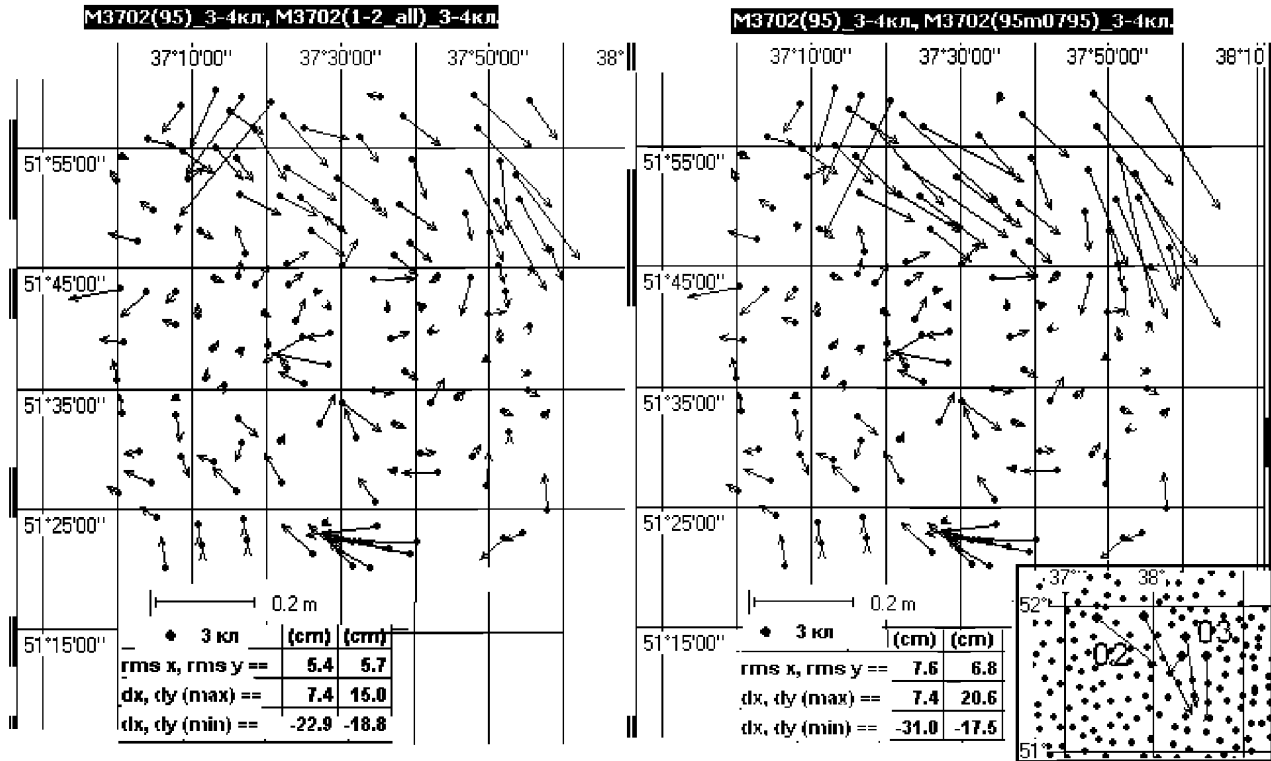 М3702(95)_3-4кл, М3702(1-2_all)_3-4кл.
37°10'00" 37°30'00" 37°50'00" 38°
51°55'00"
51°45'00"
51°35'00"
51°25'00"
0.2 m
51°15'00"
3 кл (cm) (cm)
rms x, rms y == 5.4 5.7
dx, dy (max) == 7.4 15.0
dx, dy (min) == -22.9 -18.8
М3702(95)_3-4кл., М3702(95m0795)_3-4кл.
37°10'00" 37°30'00" 37°50'00" 38°10
51°55'00"
51°45'00"
51°35'00"
51°25'00"
0.2 m
51°15'00"
3 кл (cm) (cm)
rms x, rms y == 7.6 6.8
dx, dy (max) == 7.4 20.6
dx, dy (min) == -31.0 -17.5
37° 38°
52°
02 03
51°